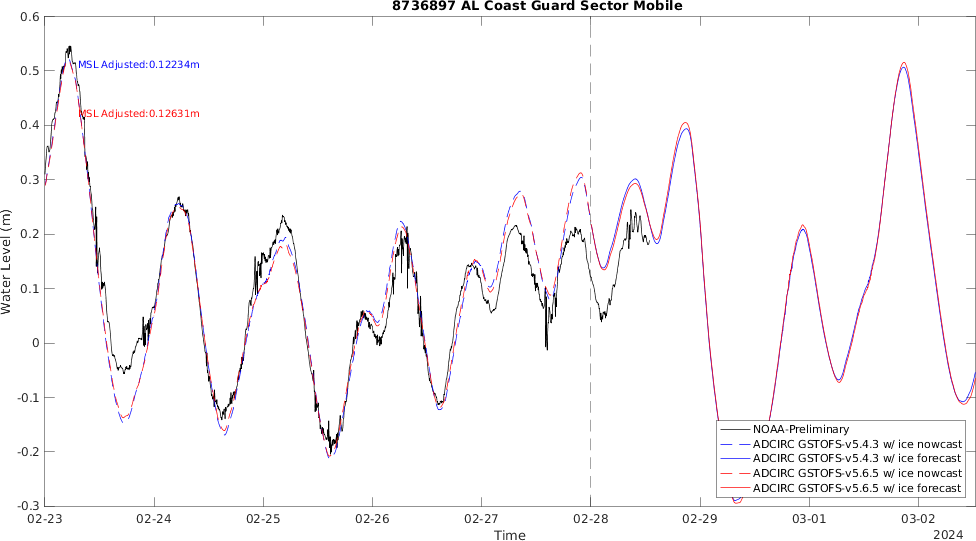 8736897 AL Coast Guard Sector Mobile
0.6
0.5
0.4
0.3
0.2
0.1
0
-0.1
-0.2
-0.3
Water Level (m)
MSL Adjusted:0.12234m
MSL Adjusted:0.12631m
NOAA-Preliminary
ADCIRC GSTOFS-v5.4.3 w/ ice nowcast
ADCIRC GSTOFS-v5.4.3 w/ ice forecast
ADCIRC GSTOFS-v5.6.5 w/ ice nowcast
ADCIRC GSTOFS-v5.6.5 w/ ice forecast
02-23 02-24 02-25 02-26 02-27 02-28 02-29 03-01 03-02
Time
2024